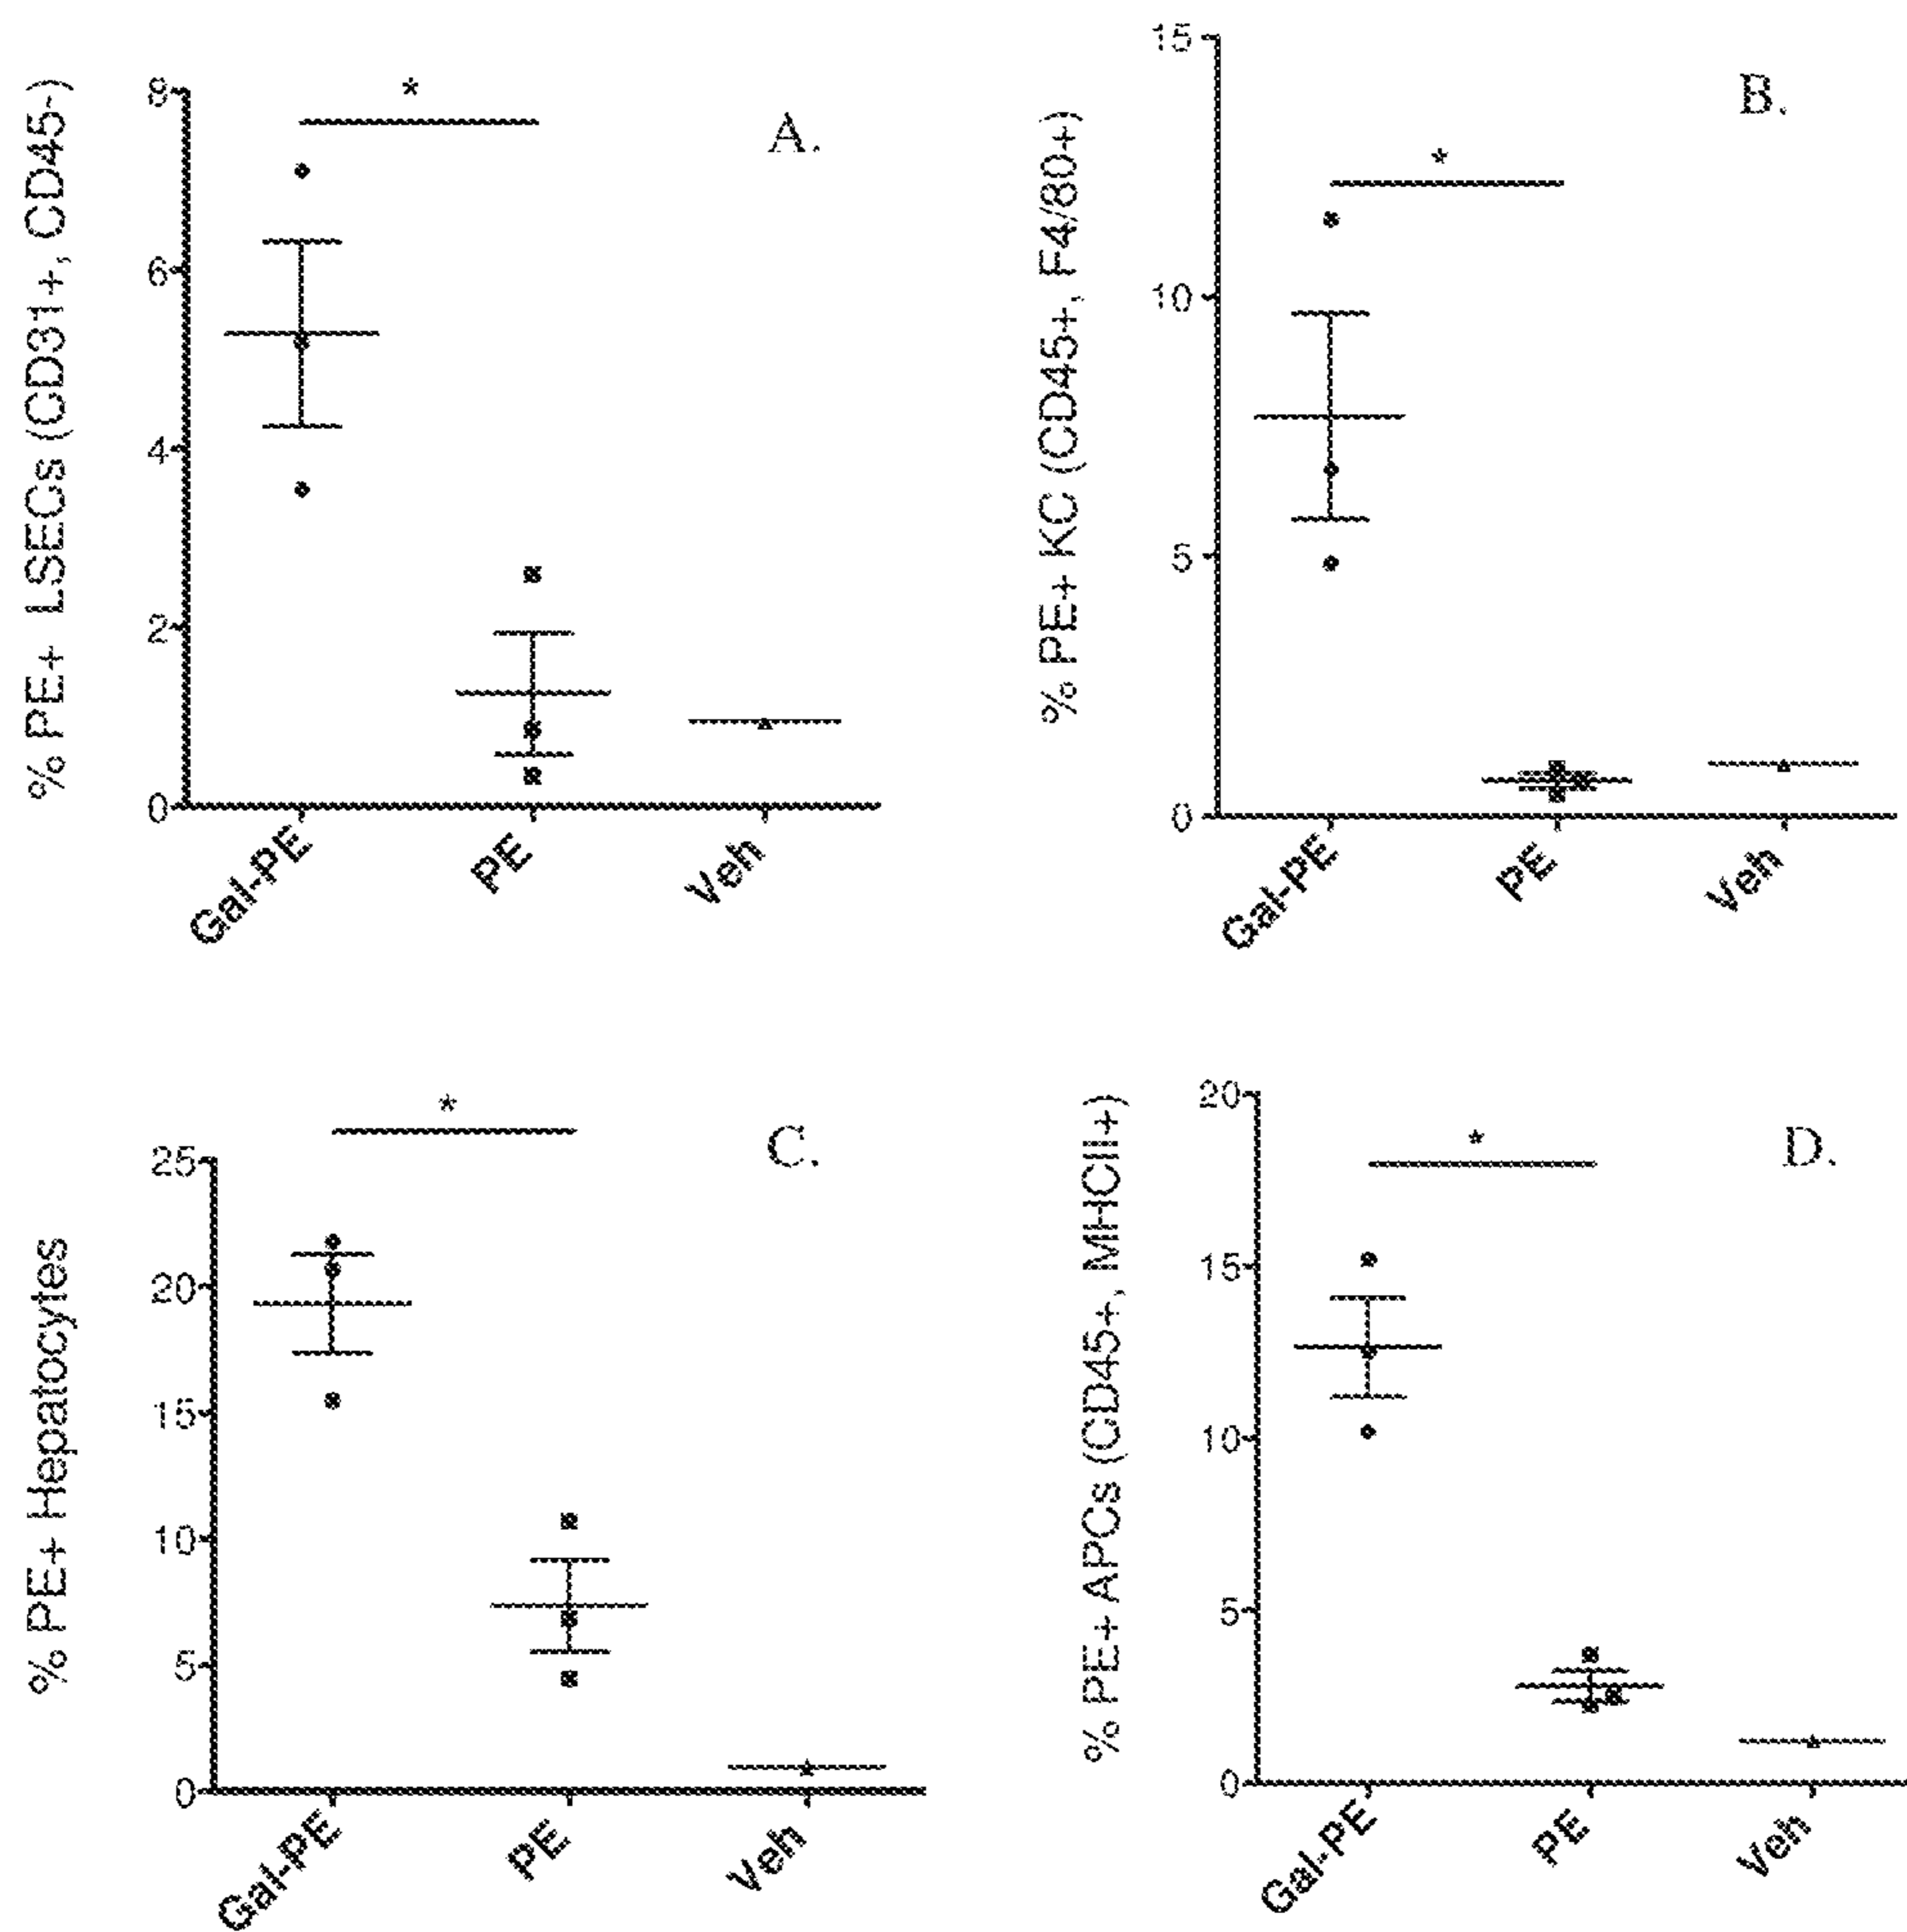 % PE+ LSECs (CD31+, CD45-)
8
6
4
2
0
*
A.
Gal-PE
PE
Veh
% PE+ KC (CD45+, F4/80+)
15
10
5
0
*
B.
Gal-PE
PE
Veh
% PE+ Hepatocytes
25
20
15
10
5
0
*
C.
Gal-PE
PE
Veh
% PE+ APCs (CD45+, MHCII+)
20
15
10
5
0
*
D.
Gal-PE
PE
Veh